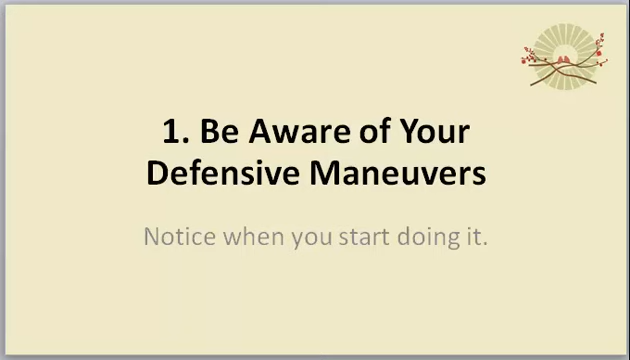 1. Be Aware of Your
Defensive Maneuvers
Notice when you start doing it.